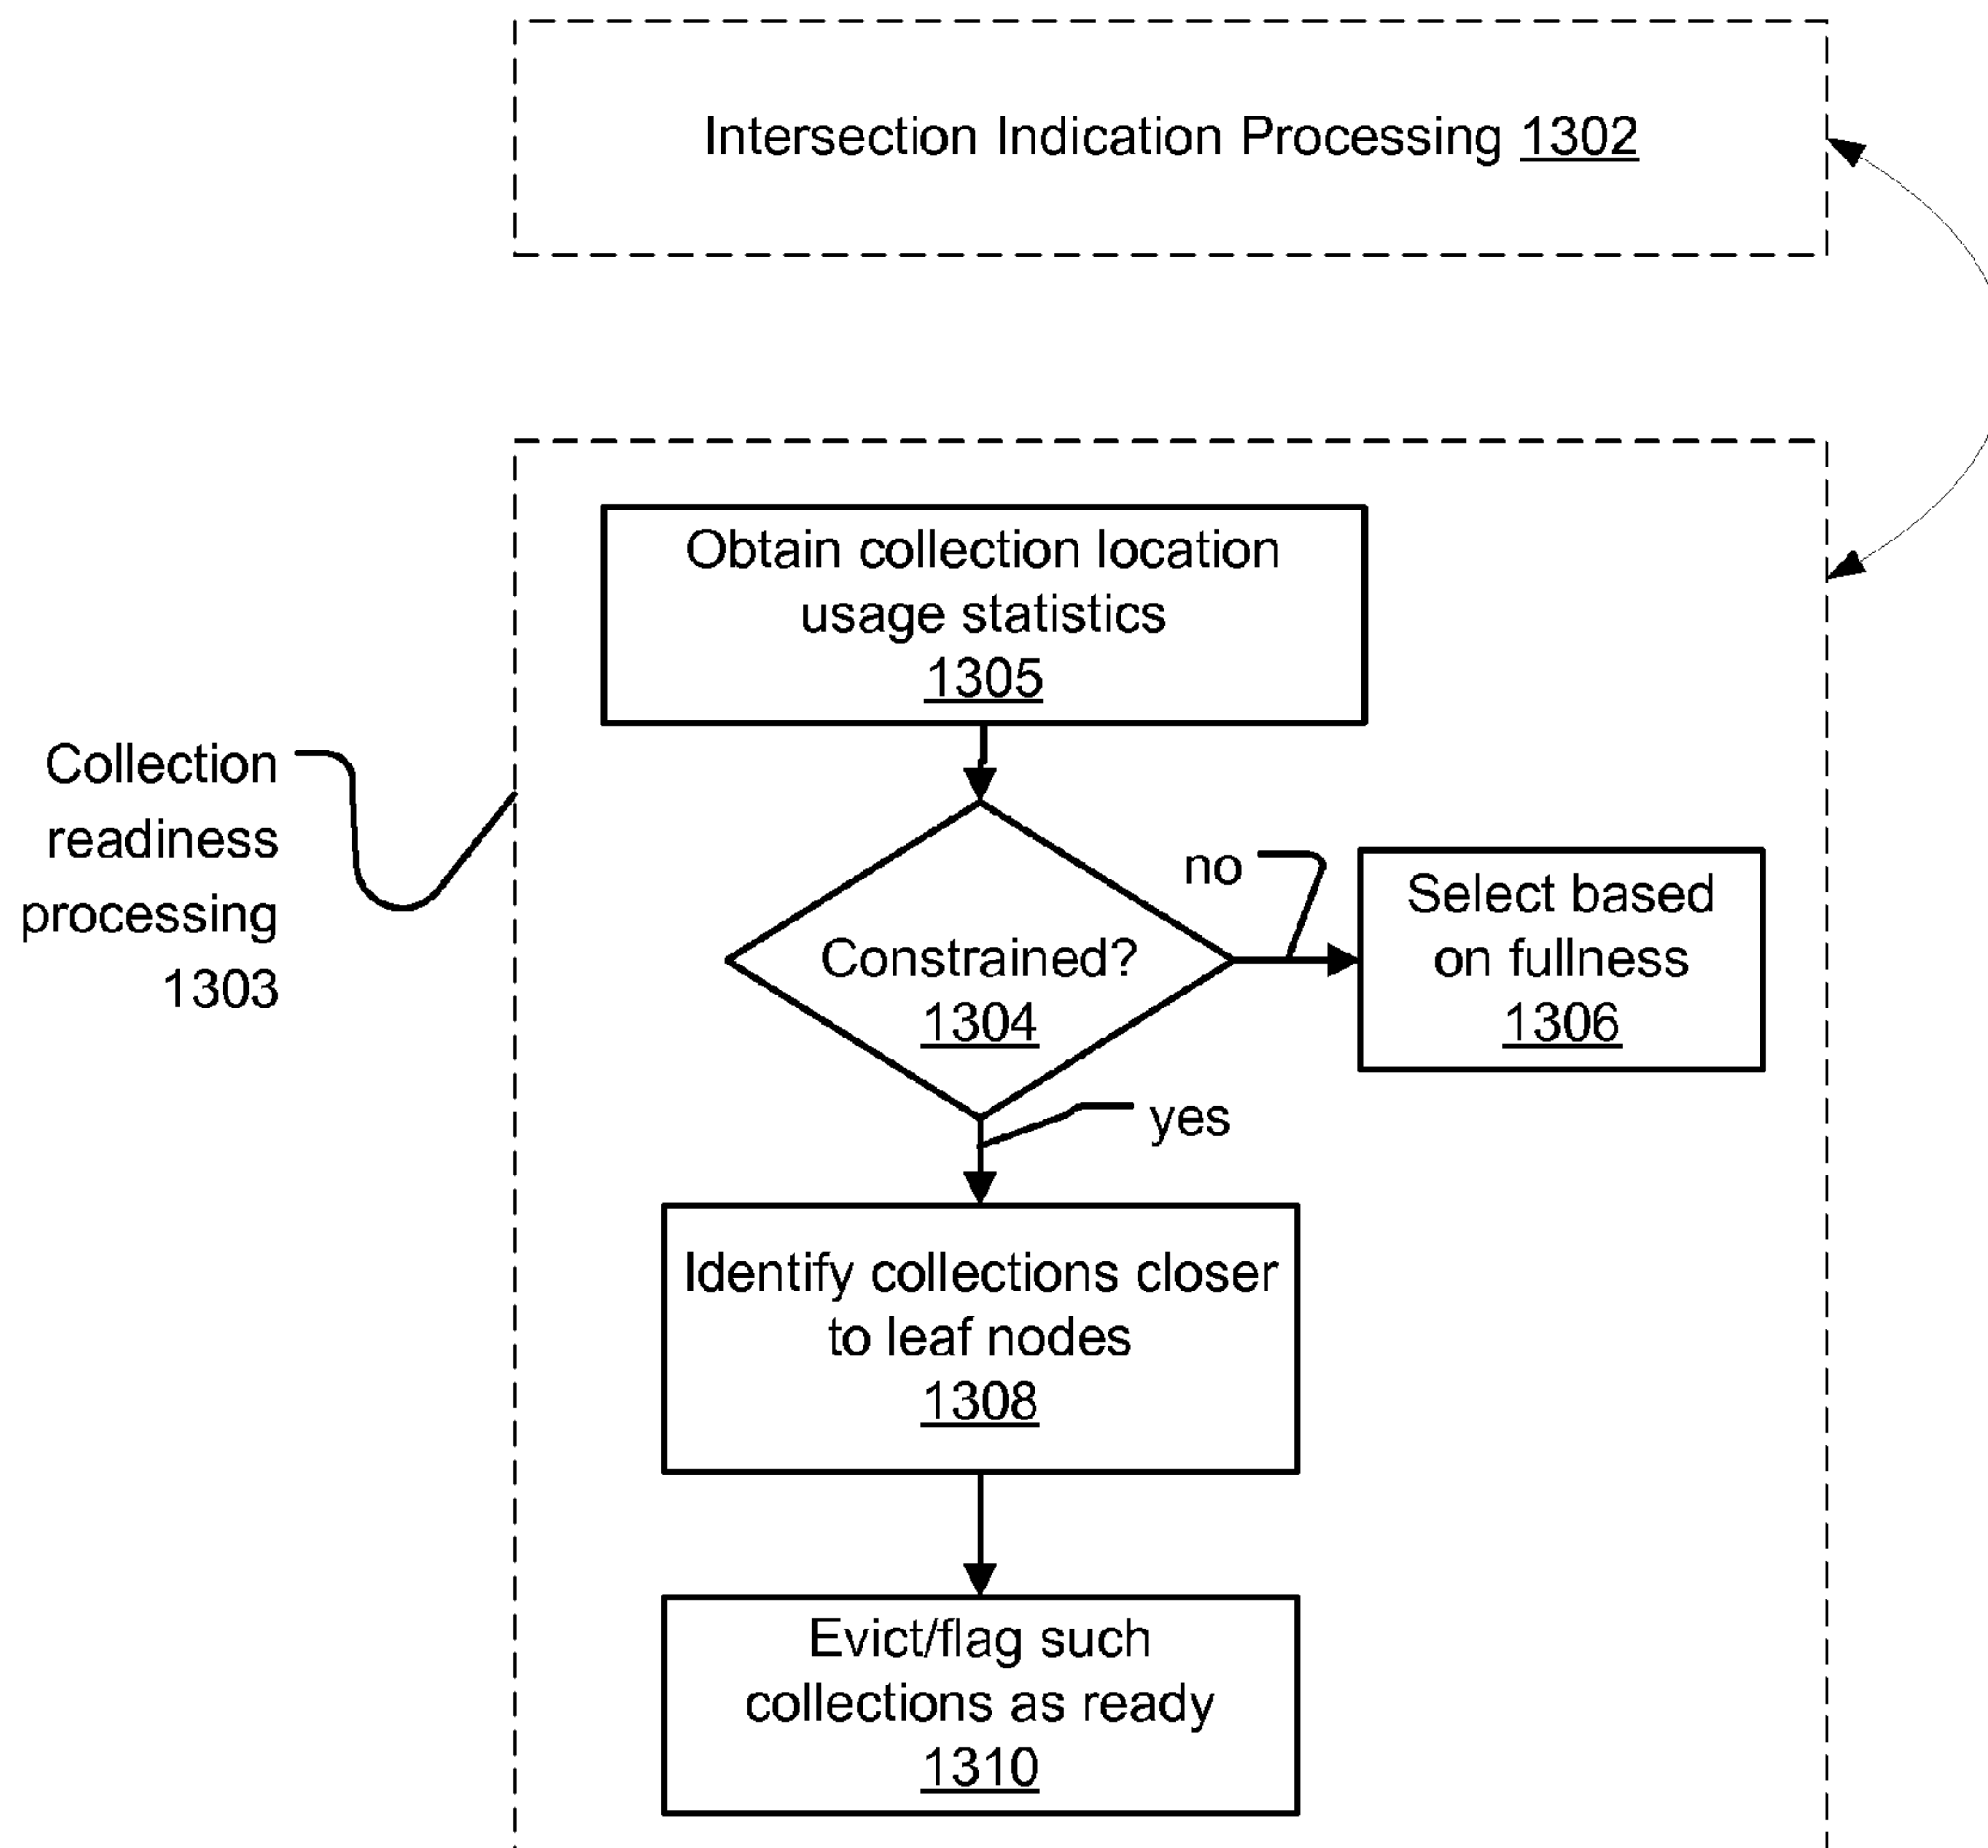 Intersection Indication Processing 1302
Obtain collection location
usage statistics
1305
Collection
readiness
processing
1303
no
Constrained?
1304
Select based
on fullness
1306
yes
Identify collections closer
to leaf nodes
1308
Evict/flag such
collections as ready
1310